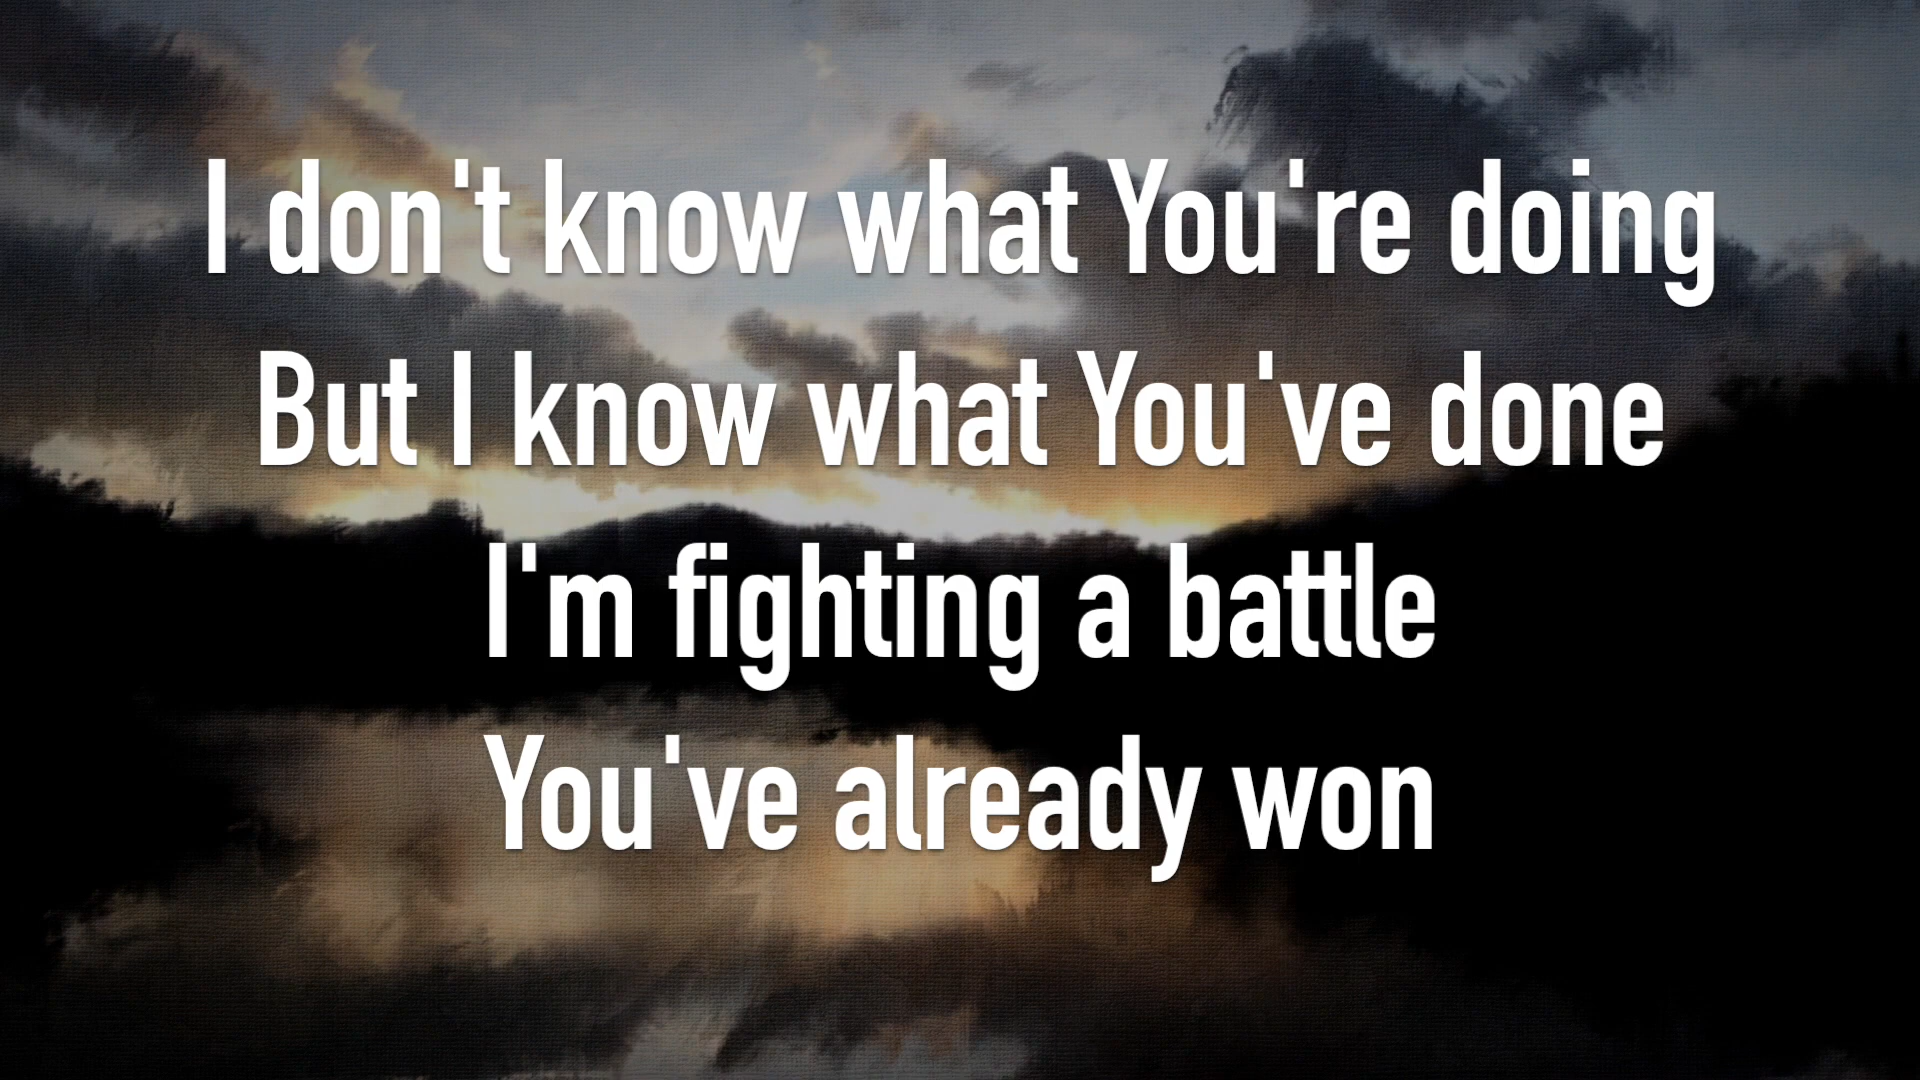 I don't know what You're doing
But I know what You've done
I'm fighting a battle
You've already won